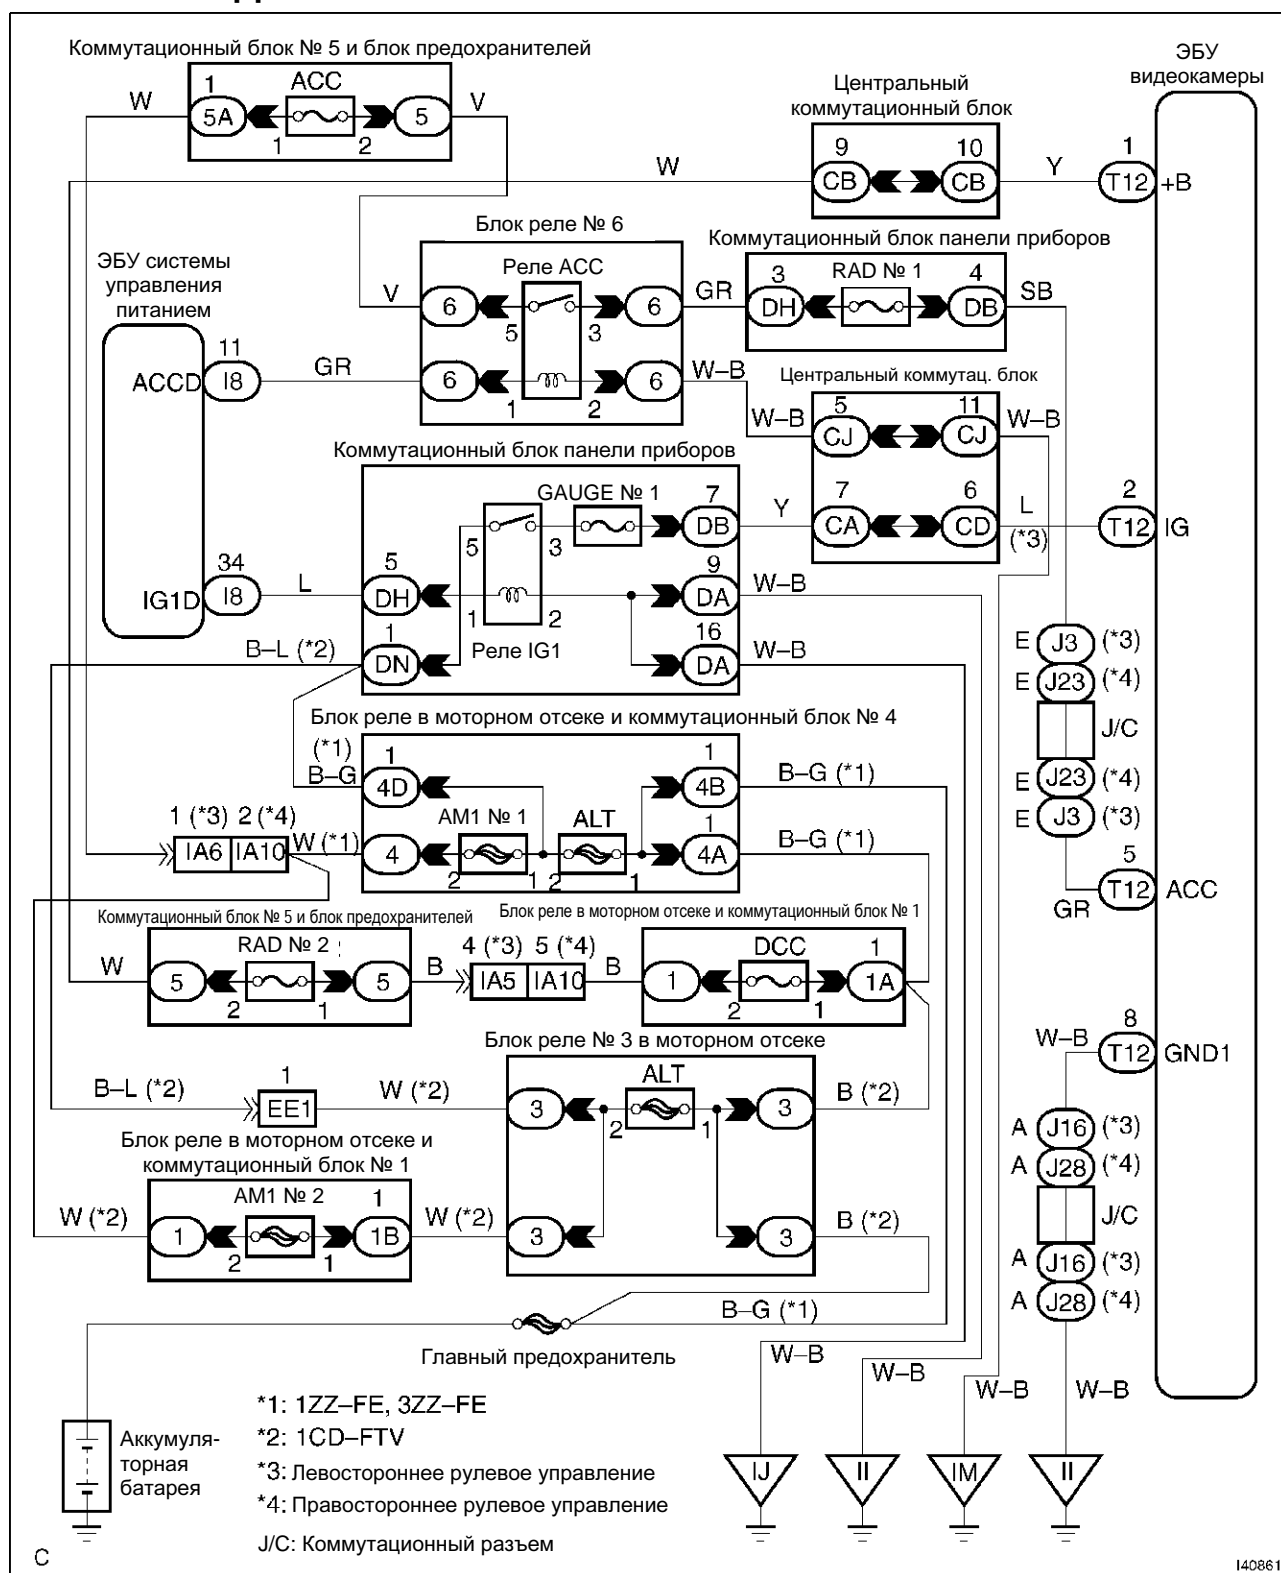 Коммутационный блок № 5 и блок предохранителей
ЭБУ
видеокамеры
1
ACC
W
5A
5
V
1
2
Центральный
коммутационный блок
9
10
1
W
CB
CB
Y
T12
+B
Блок реле № 6
Коммутационный блок панели приборов
ЭБУ системы
управления
питанием
Реле ACC
3
RAD № 1
4
V
6
6
GR
DH
DB
SB
5
3
11
ACCD
I8
GR
6
6
W–B
1
2
Центральный коммутац. блок
5
11
W–B
CJ
CJ
W–B
Коммутационный блок панели приборов
GAUGE № 1
7
7
6
2
DB
Y
CA
CD
L
(*3)
T12
IG
5
3
34
5
9
IG1D
I8
L
DH
DA
W–B
1
2
1
16
B–L (*2)
DN
Реле IG1
DA
W–B
E
J3
(*3)
E
J23
(*4)
J/C
E
J23
(*4)
E
J3
(*3)
Блок реле в моторном отсеке и коммутационный блок № 4
(*1)
B–G
1
4D
1
4B
B–G (*1)
1 (*3)
2 (*4)
IA6
IA10
W (*1)
4
AM1 № 1
ALT
1
4A
B–G (*1)
2
1
2
1
5
T12
ACC
GR
Коммутационный блок № 5 и блок предохранителей
Блок реле в моторном отсеке и коммутационный блок № 1
RAD № 2
4 (*3)
5 (*4)
DCC
1
W
5
5
B
IA5
IA10
B
1
1A
2
1
2
1
Блок реле № 3 в моторном отсеке
8
W–B
T12
GND1
1
ALT
B–L (*2)
EE1
W (*2)
3
3
B (*2)
2
1
Блок реле в моторном отсеке и
коммутационный блок № 1
A
J16
(*3)
A
J28
(*4)
J/C
A
J16
(*3)
A
J28
(*4)
AM1 № 2
1
W (*2)
1
1B
W (*2)
3
3
B (*2)
2
1
B–G (*1)
Главный предохранитель
W–B
W–B
W–B
W–B
*1: 1ZZ–FE, 3ZZ–FE
*2: 1CD–FTV
*3: Левостороннее рулевое управление
*4: Правостороннее рулевое управление
J/C: Коммутационный разъем
Аккумуля-
торная
батарея
IJ
II
IM
II
C
I40861